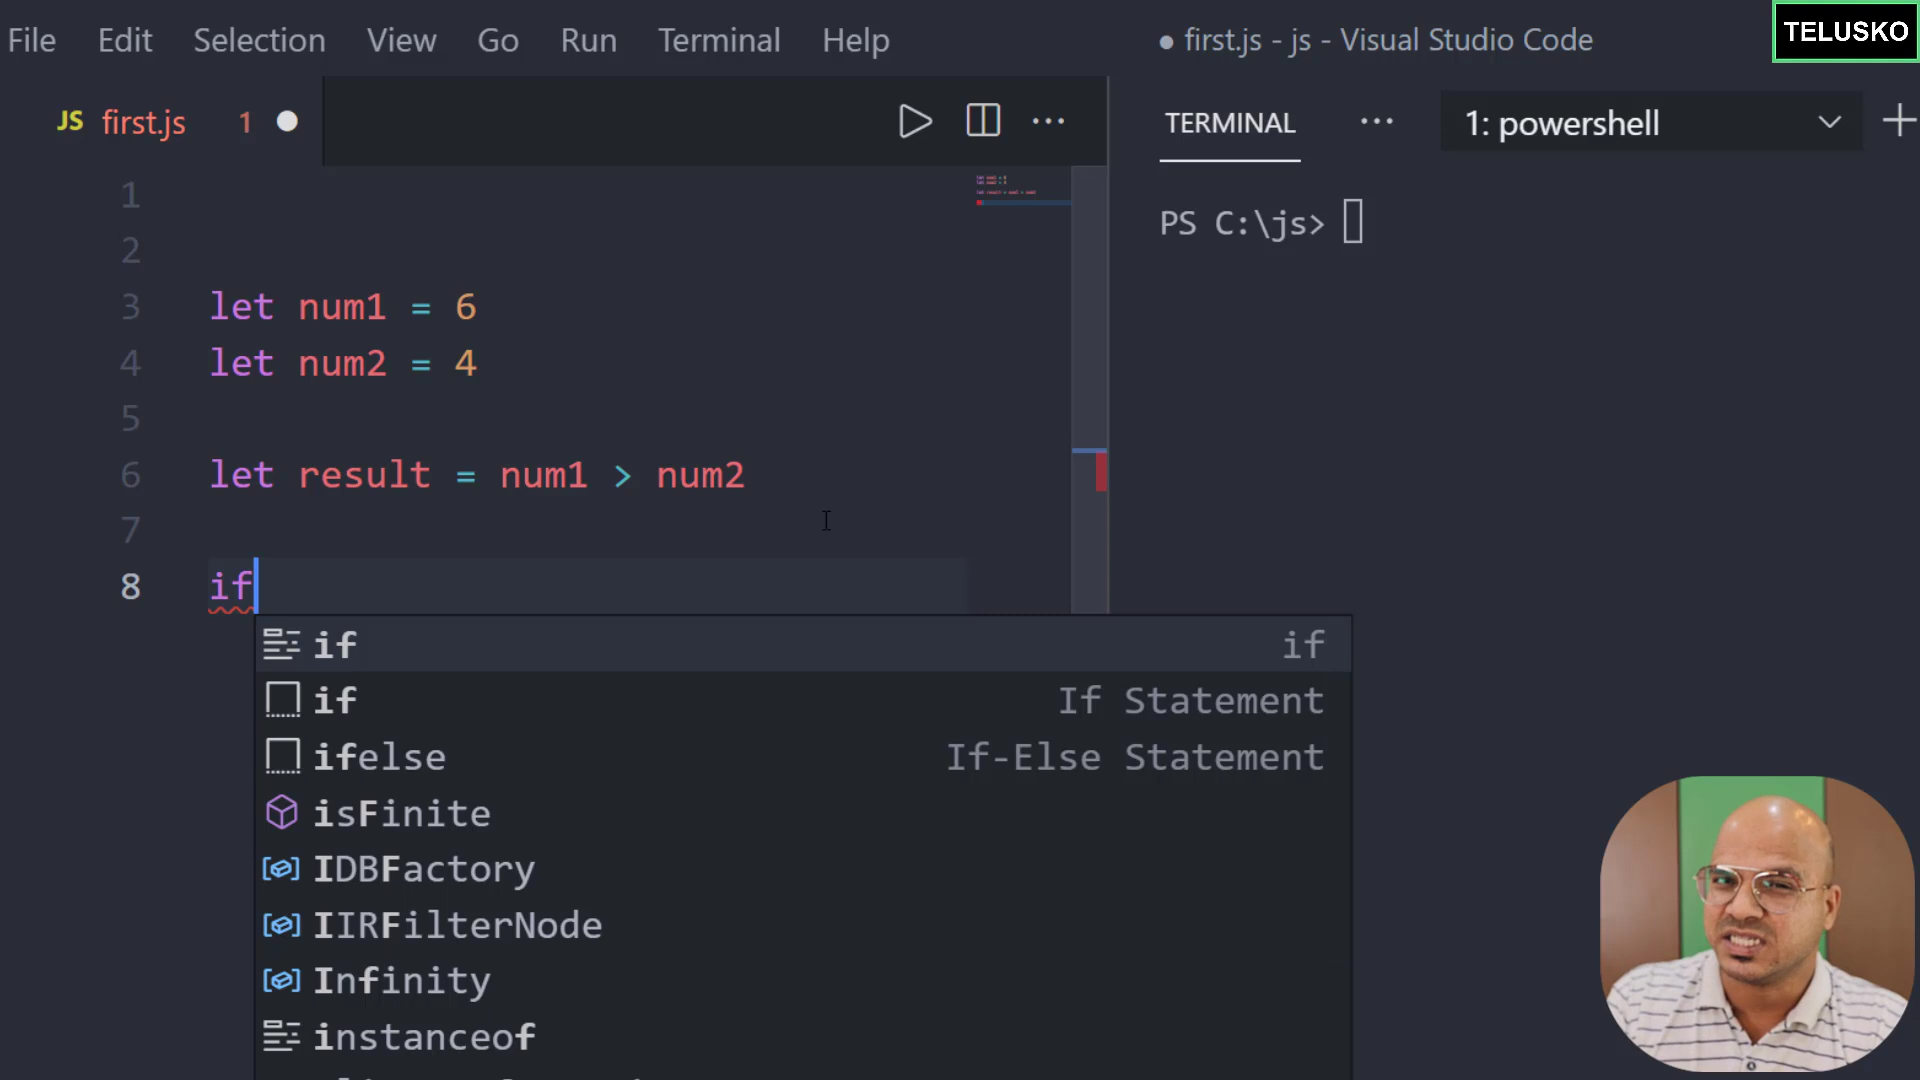 File Edit Selection View Go Run Terminal Help ● first.js - js - Visual Studio Code TELUSKO
JS first.js 1
TERMINAL ··· 1: powershell
1
2
3 let num1 = 6
4 let num2 = 4
5
6 let result = num1 > num2
7
8 if
PS C:\js>
if if
if If Statement
ifelse If-Else Statement
isFinite
IDBFactory
IIRFilterNode
Infinity
instanceof